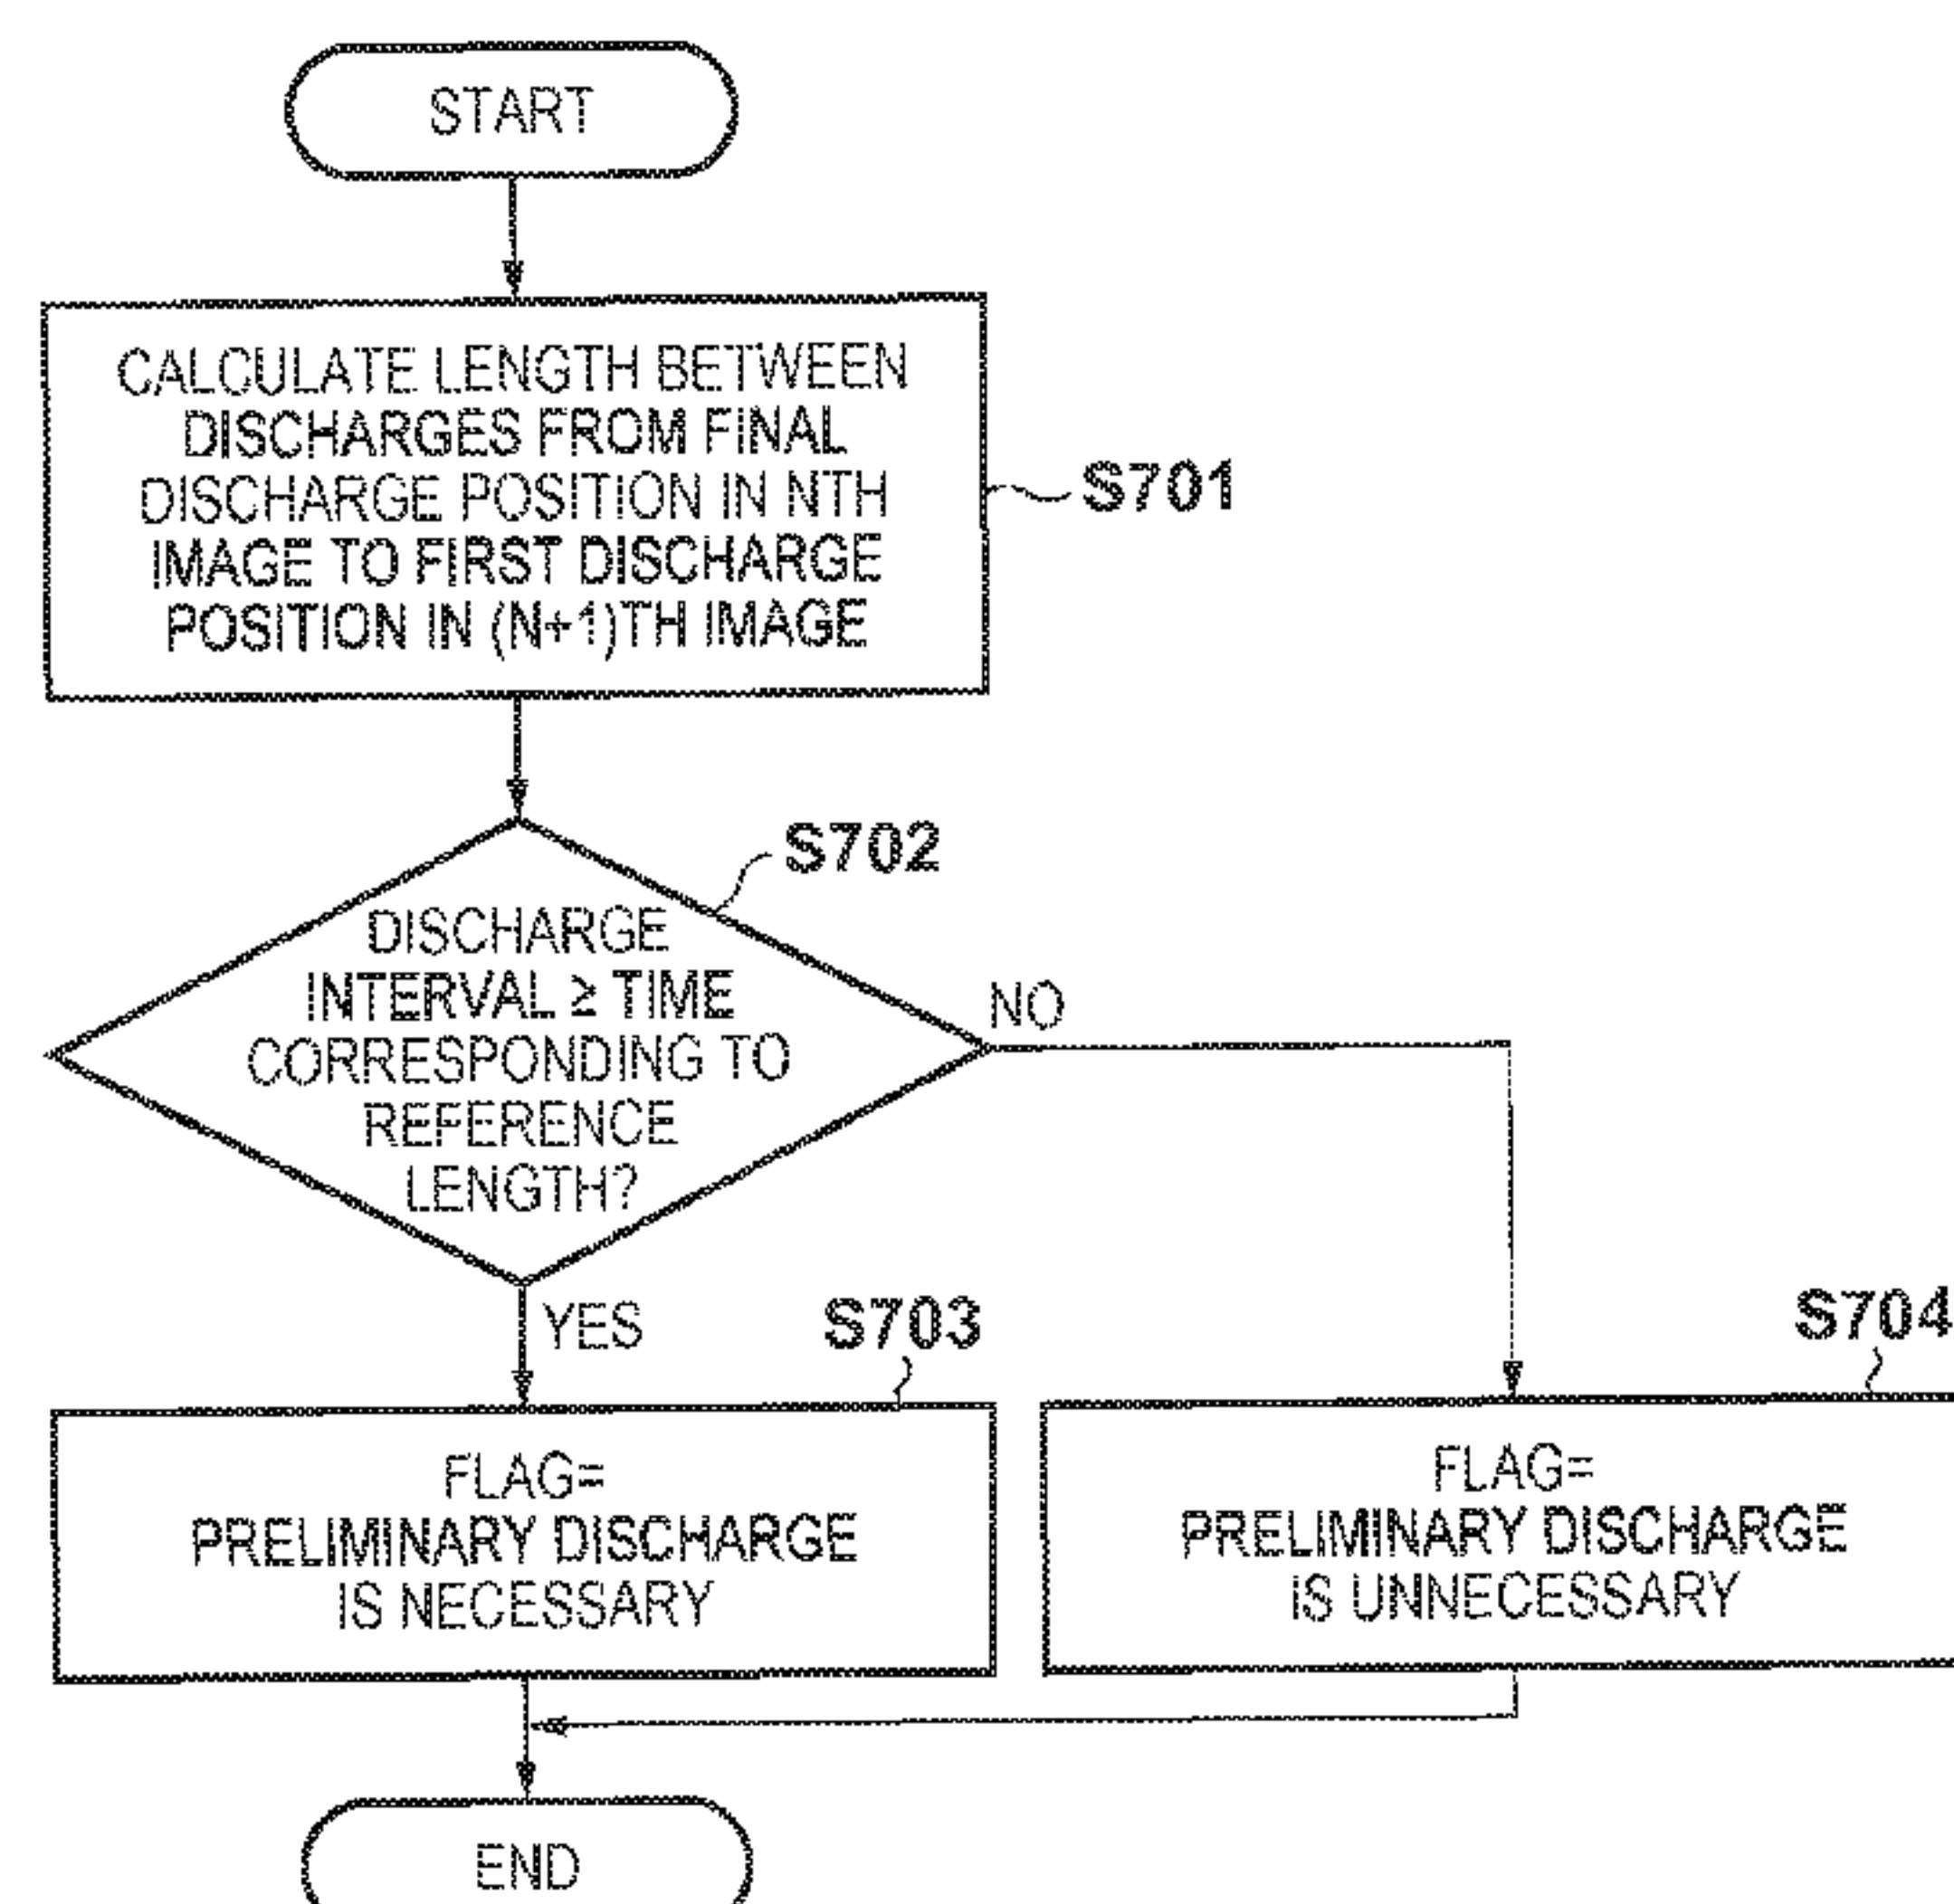 START
CALCULATE LENGTH BETWEEN
DISCHARGES FROM FINAL
DISCHARGE POSITION IN NTH
IMAGE TO FIRST DISCHARGE
POSITION IN (N+1)TH IMAGE
S701
S702
DISCHARGE
INTERVAL ≥ TIME
CORRESPONDING TO
REFERENCE
LENGTH?
NO
YES
S703
S704
FLAG=
PRELIMINARY DISCHARGE
IS NECESSARY
FLAG=
PRELIMINARY DISCHARGE
IS UNNECESSARY
END